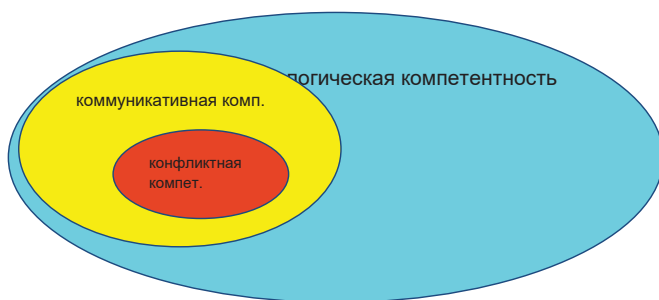 логическая компетентность
коммуникативная комп.
конфликтная
компет.